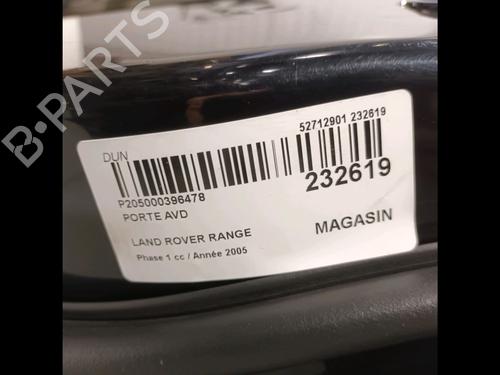 B-PARTS
DUN
52712901 232619
P205000396478
232619
PORTE AVD
LAND ROVER RANGE
MAGASIN
Phase 1 cc / Année 2005